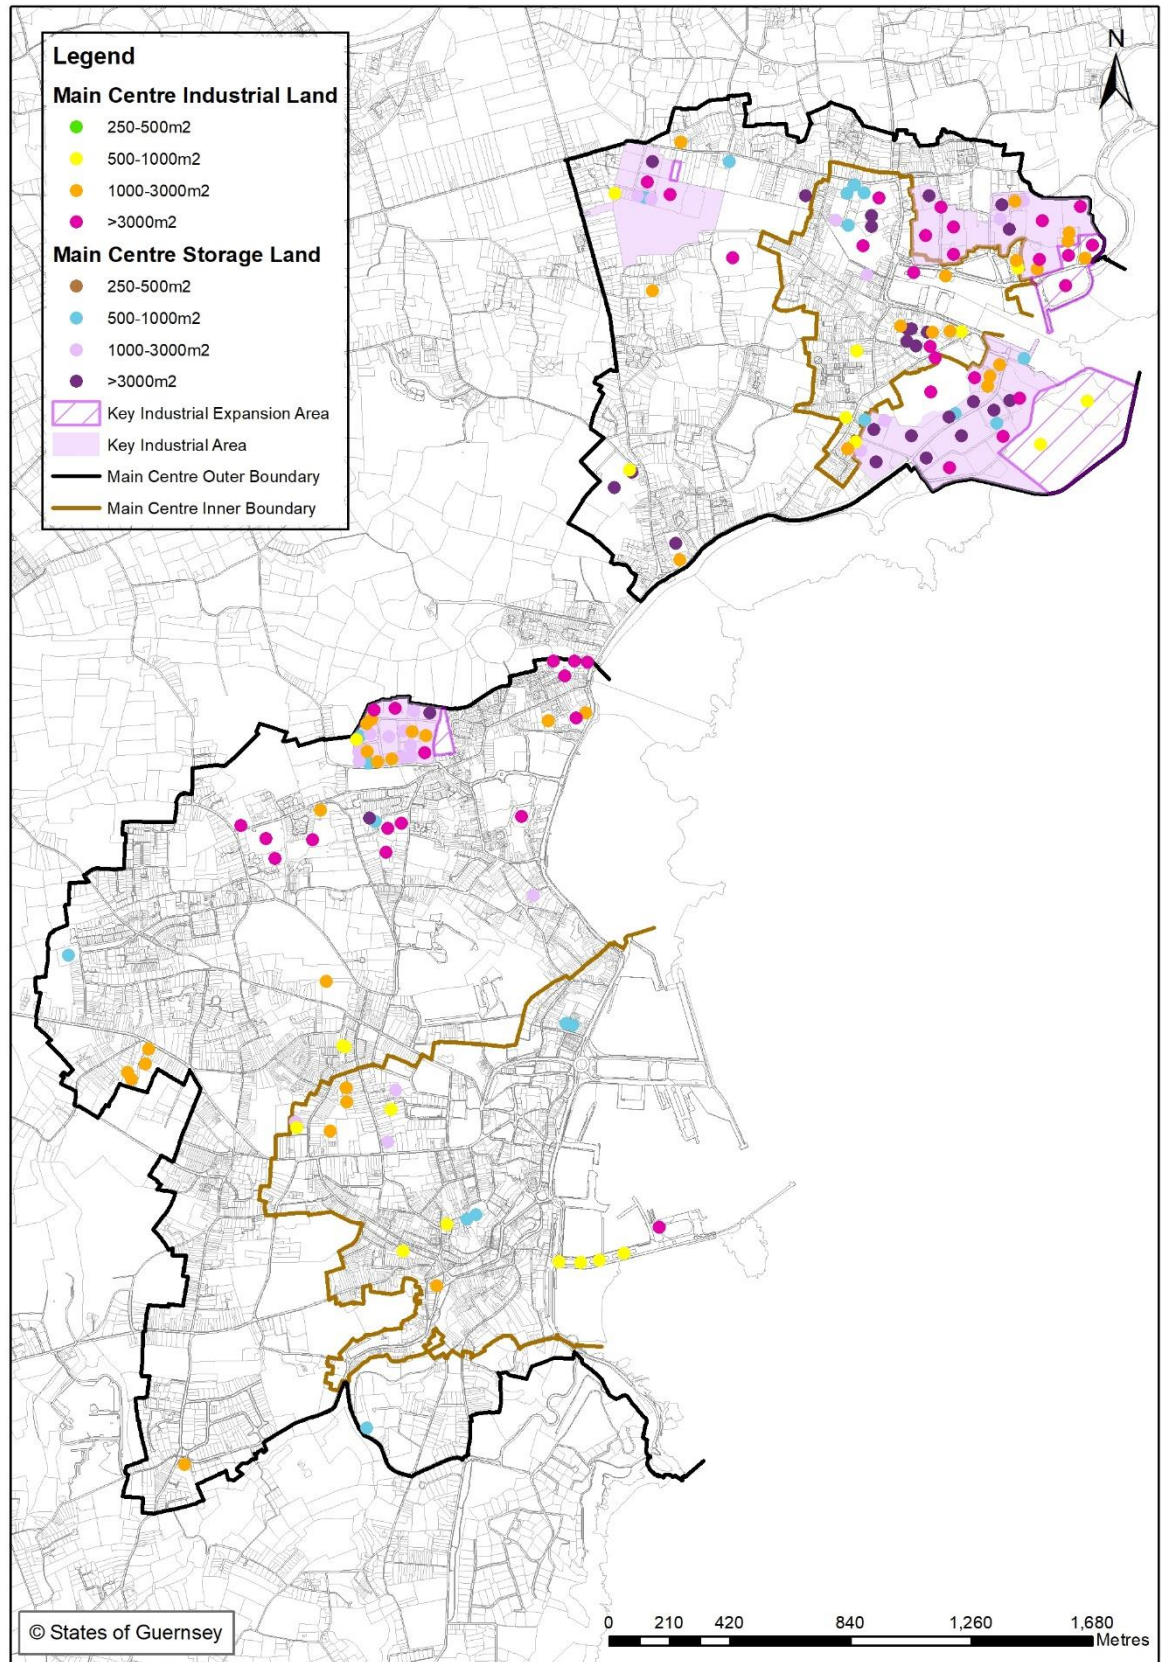 Legend
Main Centre Industrial Land
250-500m2
500-1000m2
1000-3000m2
>3000m2
Main Centre Storage Land
250-500m2
500-1000m2
1000-3000m2
>3000m2
Key Industrial Expansion Area
Key Industrial Area
Main Centre Outer Boundary
Main Centre Inner Boundary
N
© States of Guernsey
0 210 420 840 1,260 1,680
Metres